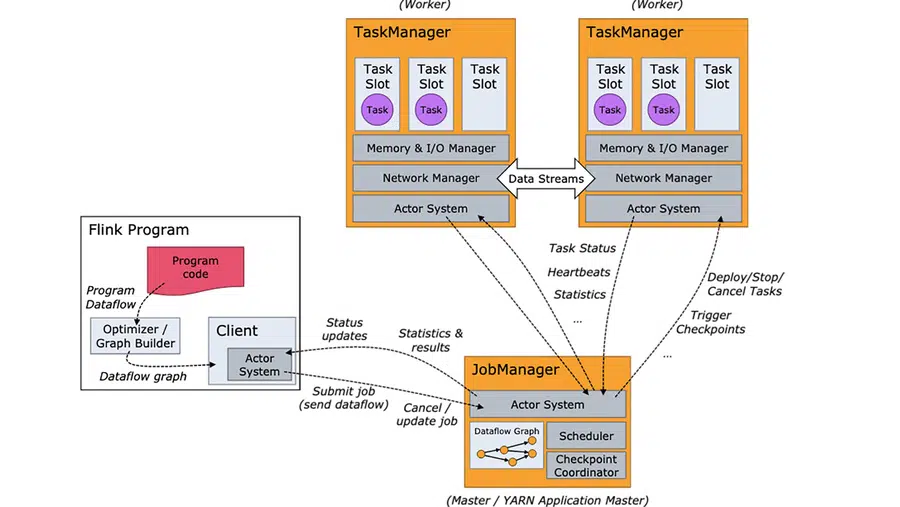 (Worker)
(Worker)
TaskManager
TaskManager
Task
Slot
Task
Slot
Task
Slot
Task
Slot
Task
Slot
Task
Slot
Task
Task
Task
Task
Memory & I/O Manager
Memory & I/O Manager
Network Manager
Data Streams
Network Manager
Actor System
Actor System
Flink Program
Program
code
Program
Dataflow
Optimizer /
Graph Builder
Dataflow graph
Client
Actor
System
Status
updates
Statistics &
results
Submit job
(send dataflow)
Cancel /
update job
Task Status
Heartbeats
Statistics
...
Deploy/Stop/
Cancel Tasks
Trigger
Checkpoints
...
JobManager
Actor System
Dataflow Graph
Scheduler
Checkpoint
Coordinator
(Master / YARN Application Master)